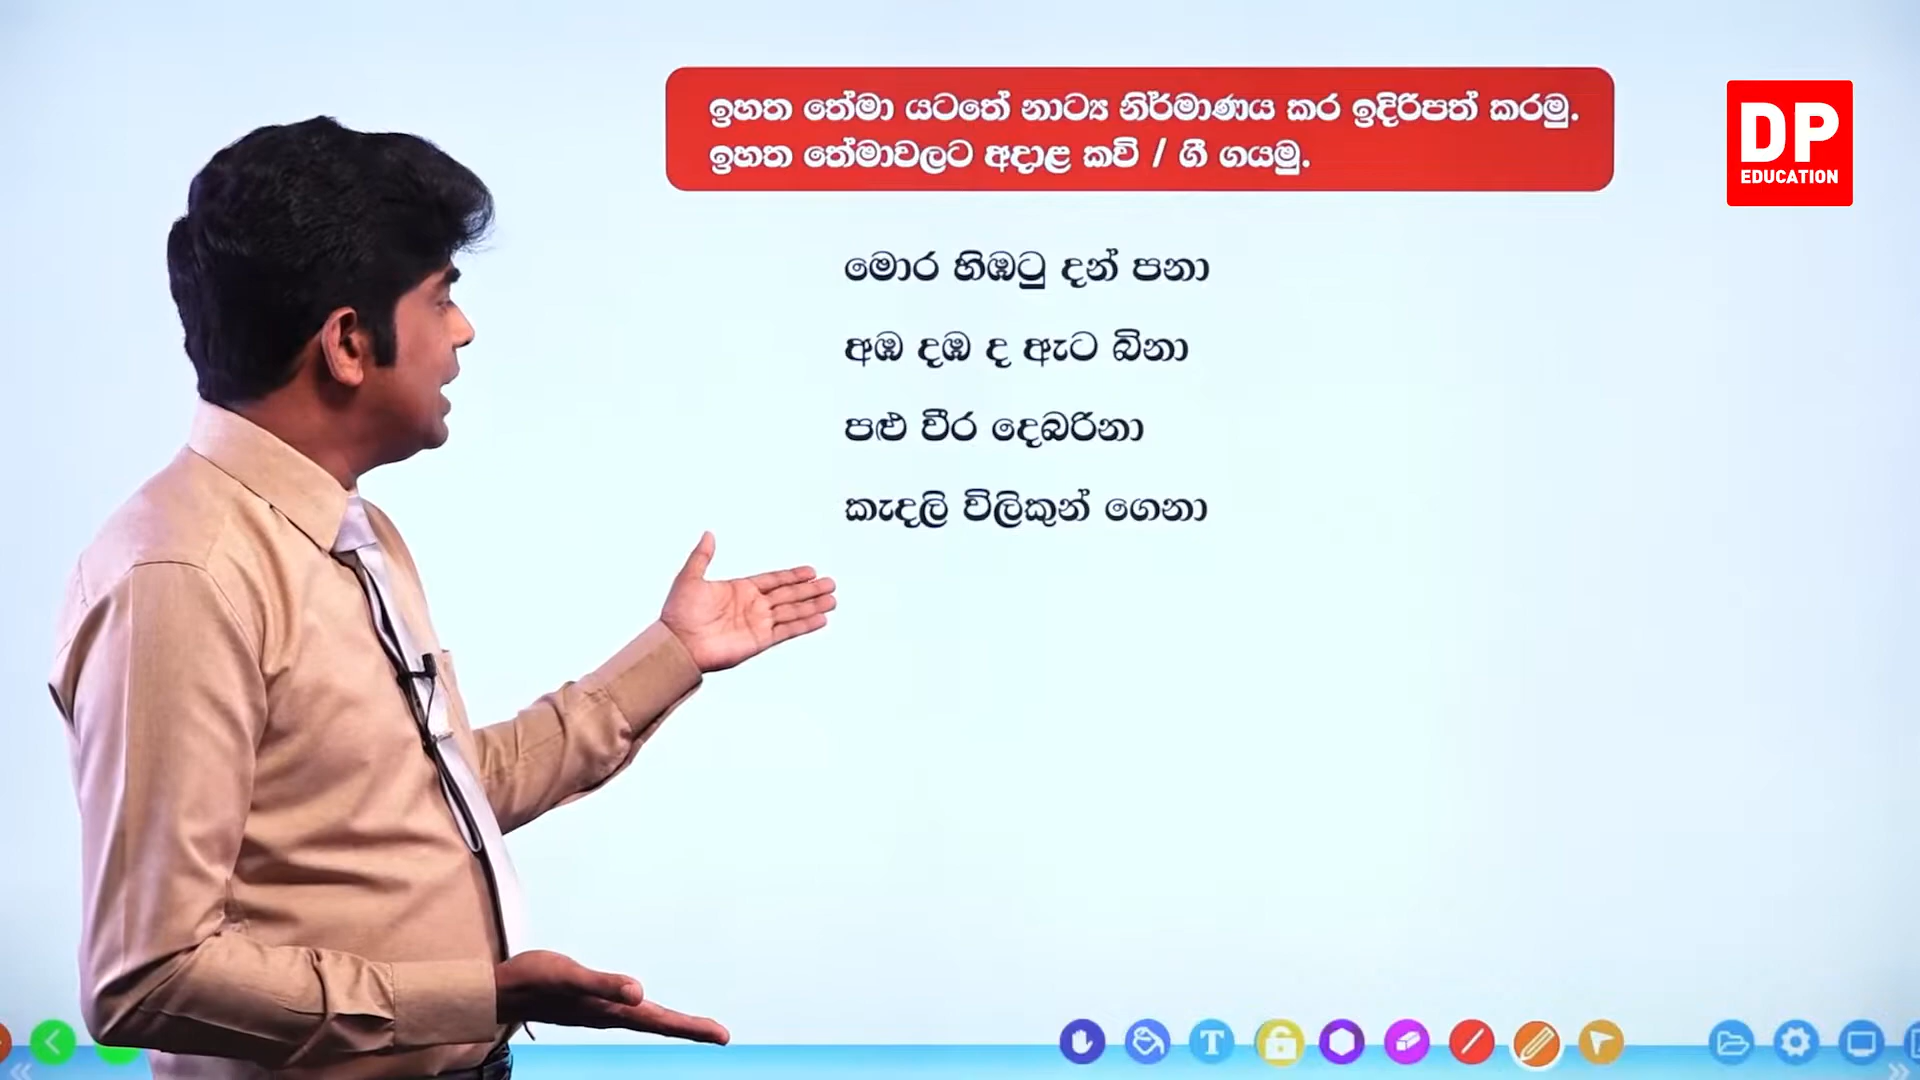 ඉහත තේමා යටතේ නාට්‍ය නිර්මාණය කර ඉදිරිපත් කරමු.
ඉහත තේමාවලට අදාළ කවි / ගී ගයමු.
DP
EDUCATION
මොර හිඹටු දන් පනා
අඹ දඹ ද ඇට බිනා
පළු වීර දෙබරිනා
කැදලි විලිකුන් ගෙනා
T